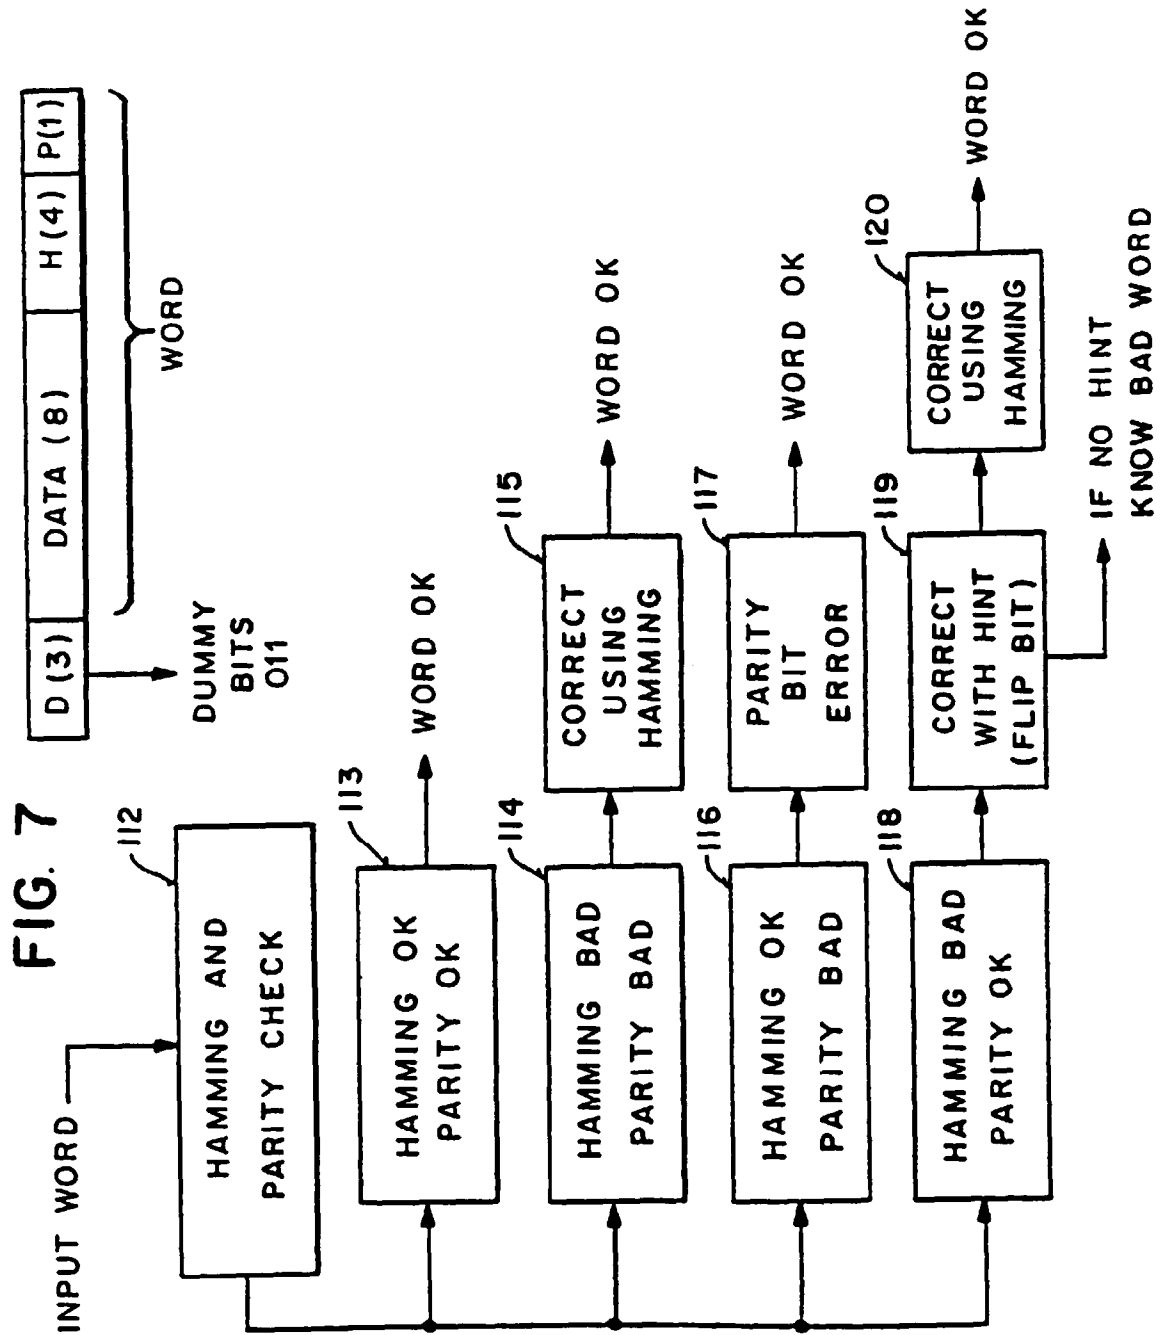 FIG. 7
D(3)
DATA (8)
H(4)
P(1)
DUMMY
BITS
011
WORD
INPUT WORD
112
HAMMING AND
PARITY CHECK
113
HAMMING OK
PARITY OK
WORD OK
114
HAMMING BAD
PARITY BAD
115
CORRECT
USING
HAMMING
WORD OK
116
HAMMING OK
PARITY BAD
117
PARITY
BIT
ERROR
WORD OK
118
HAMMING BAD
PARITY OK
119
CORRECT
WITH HINT
(FLIP BIT)
120
CORRECT
USING
HAMMING
WORD OK
IF NO HINT
KNOW BAD WORD